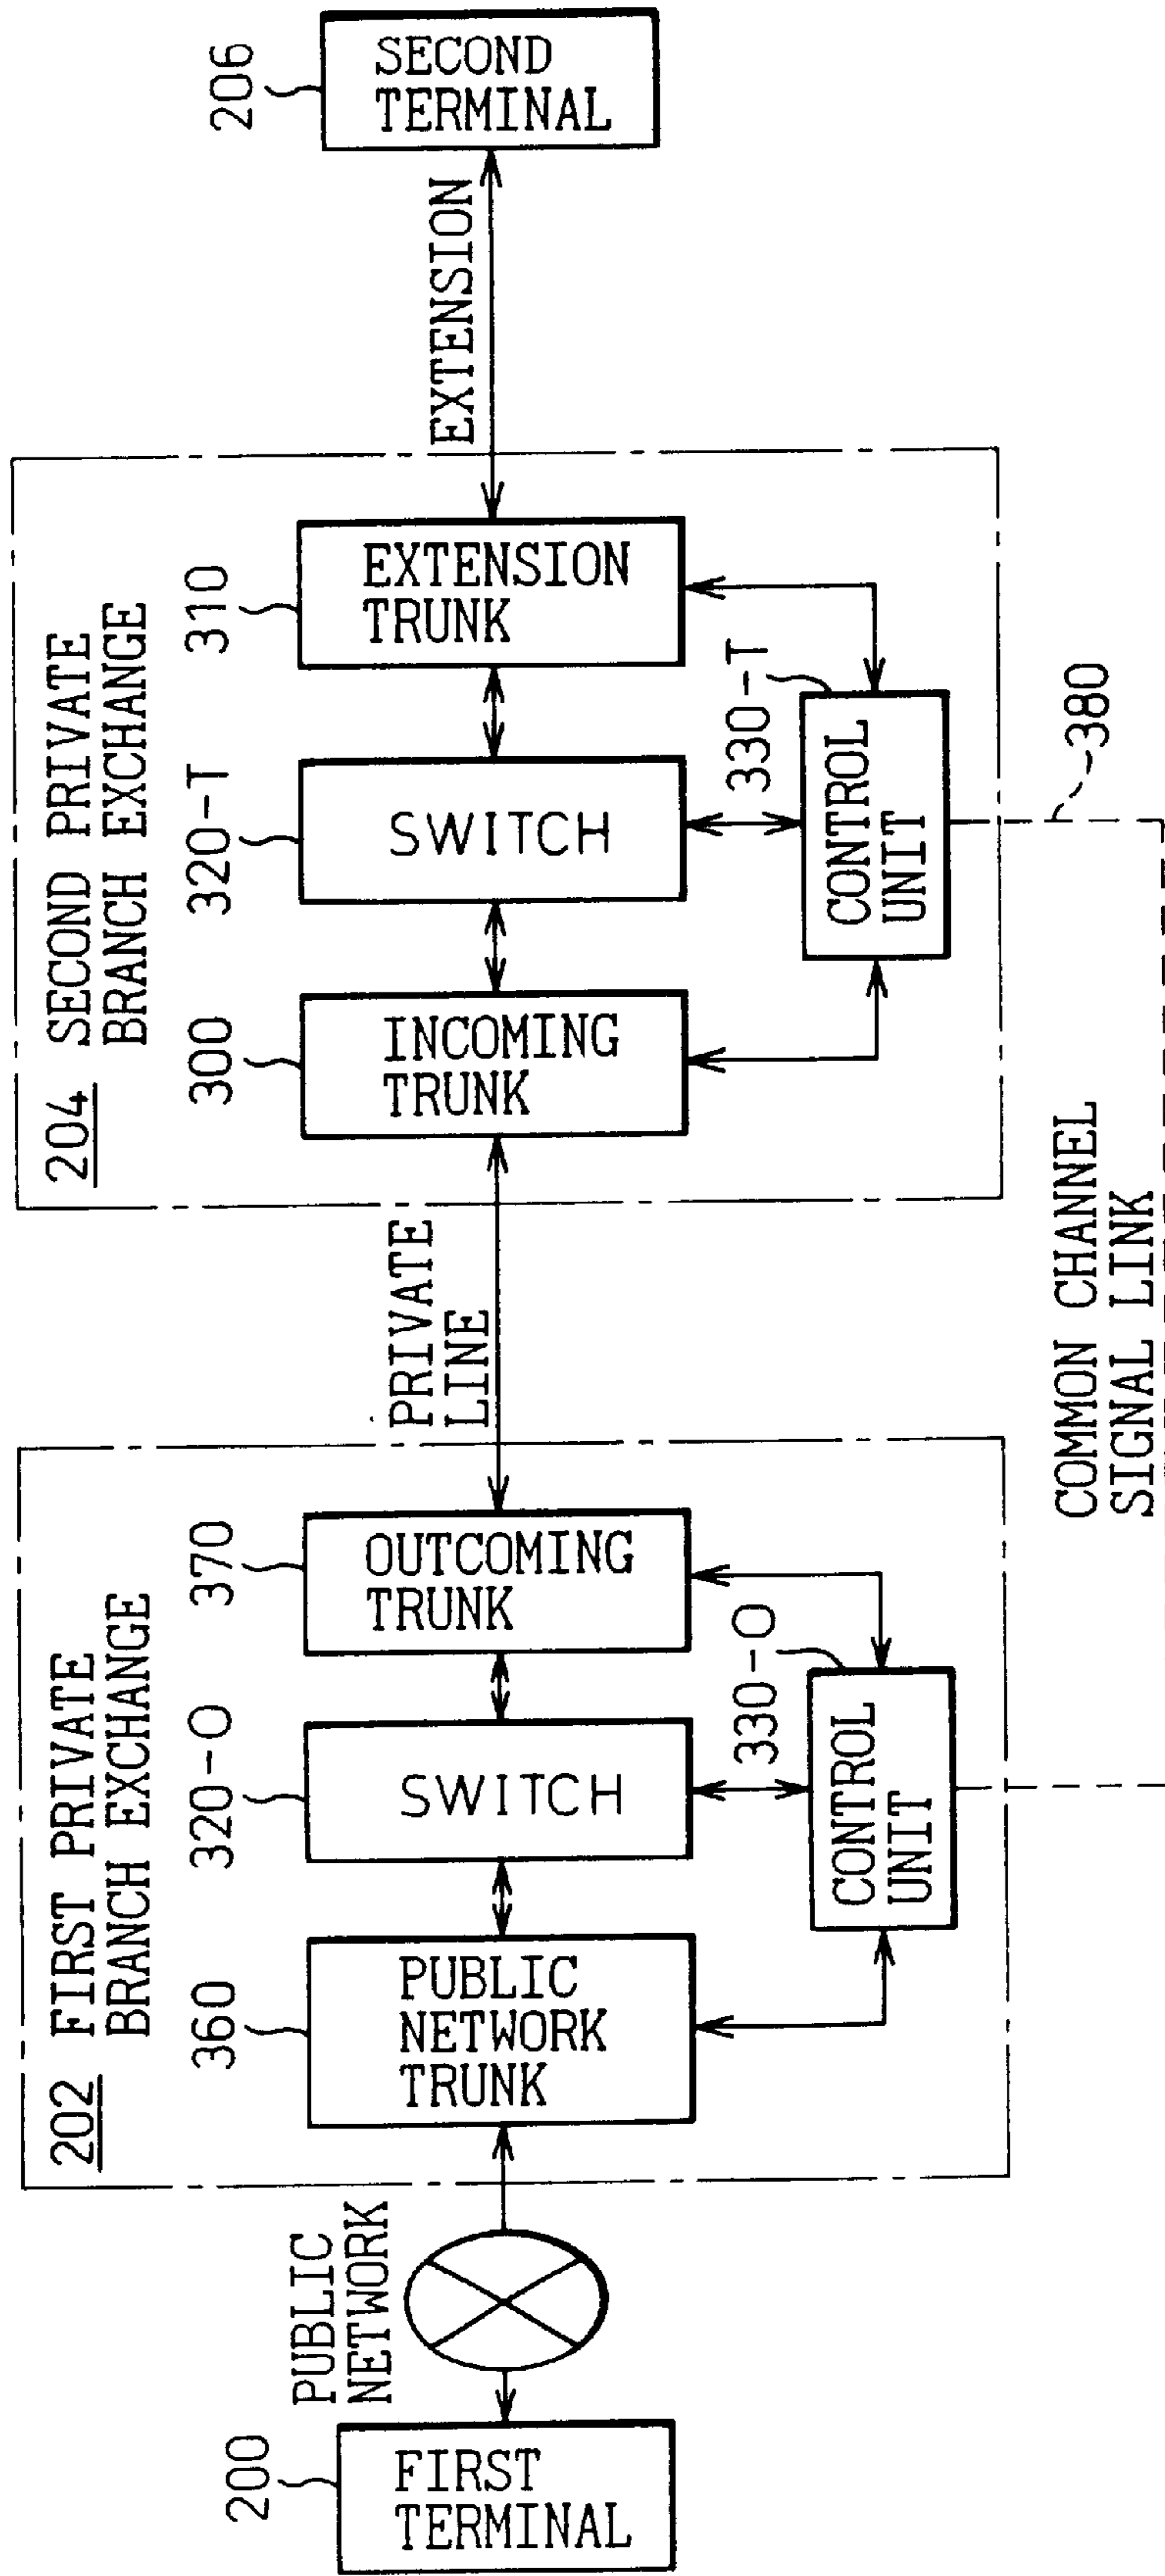 200
FIRST
TERMINAL
PUBLIC
NETWORK
202 FIRST PRIVATE
BRANCH EXCHANGE
360
PUBLIC
NETWORK
TRUNK
320-O
SWITCH
370
OUTCOMING
TRUNK
330-O
CONTROL
UNIT
PRIVATE
LINE
204 SECOND PRIVATE
BRANCH EXCHANGE
300
INCOMING
TRUNK
320-T
SWITCH
310
EXTENSION
TRUNK
330-T
CONTROL
UNIT
EXTENSION
206
SECOND
TERMINAL
COMMON CHANNEL
SIGNAL LINK
380